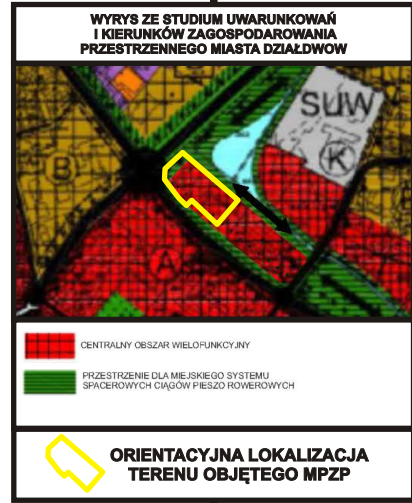 WYRYS ZE STUDIUM UWARUNKOWAŃ
I KIERUNKÓW ZAGOSPODAROWANIA
PRZESTRZENNEGO MIASTA DZIAŁDWOW
SUW
K
B
A
CENTRALNY OBSZAR WIELOFUNKCYJNY
PRZESTRZENIE DLA MIEJSKIEGO SYSTEMU
SPACEROWYCH CIĄGÓW PIESZO ROWEROWYCH
ORIENTACYJNA LOKALIZACJA
TERENU OBJĘTEGO MPZP